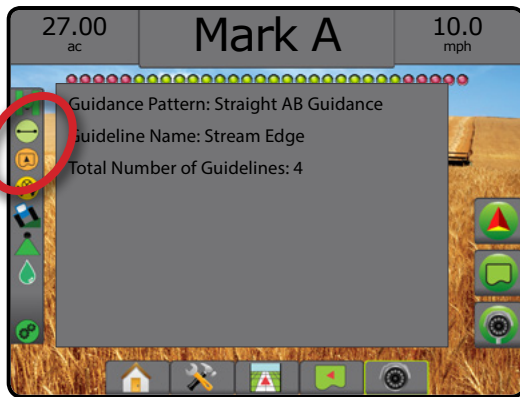 27.00
ac
Mark A
10.0
mph
Guidance Pattern: Straight AB Guidance
Guideline Name: Stream Edge
Total Number of Guidelines: 4